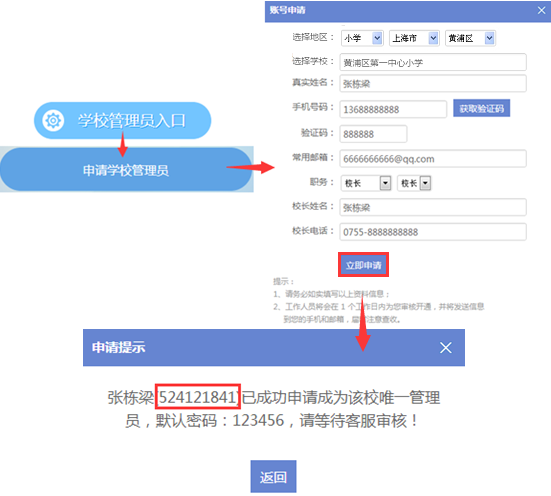 学校管理员入口
申请学校管理员
账号申请
选择地区： 小学 上海市 黄浦区
选择学校： 黄浦区第一中心小学
真实姓名： 张栋梁
手机号码： 13688888888 获取验证码
验证码： 888888
常用邮箱： 6666666666@qq.com
职务： 校长 校长
校长姓名： 张栋梁
校长电话： 0755-8888888888
立即申请
提示：
1、请务必如实填写以上资料信息；
2、工作人员将会在 1 个工作日内为您审核开通，并将发送信息
到您的手机和邮箱，注意查收。
申请提示
张栋梁(524121841)已成功申请成为该校唯一管理
员，默认密码：123456，请等待客服审核！
返回